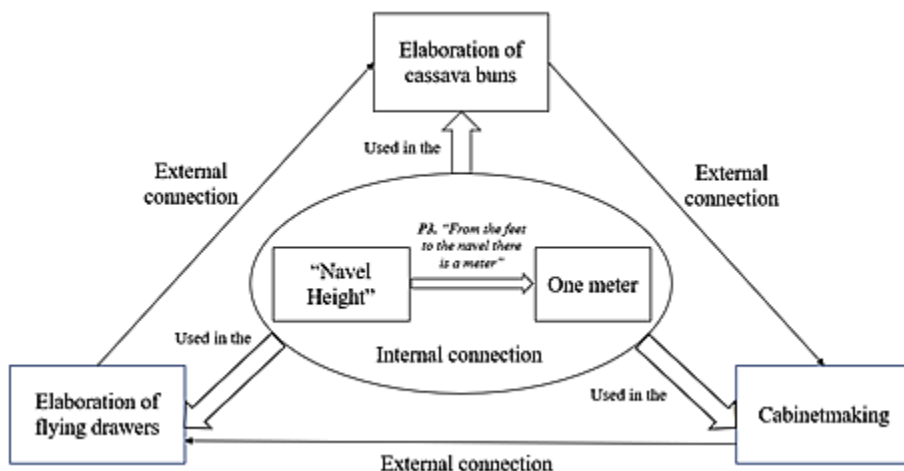 Elaboration of
cassava buns
Used in the
External
connection
External
connection
P3. "From the feet
to the navel there
is a meter"
"Navel
Height"
One meter
Used in the
Internal connection
Elaboration of
flying drawers
Used in the
Cabinetmaking
External connection